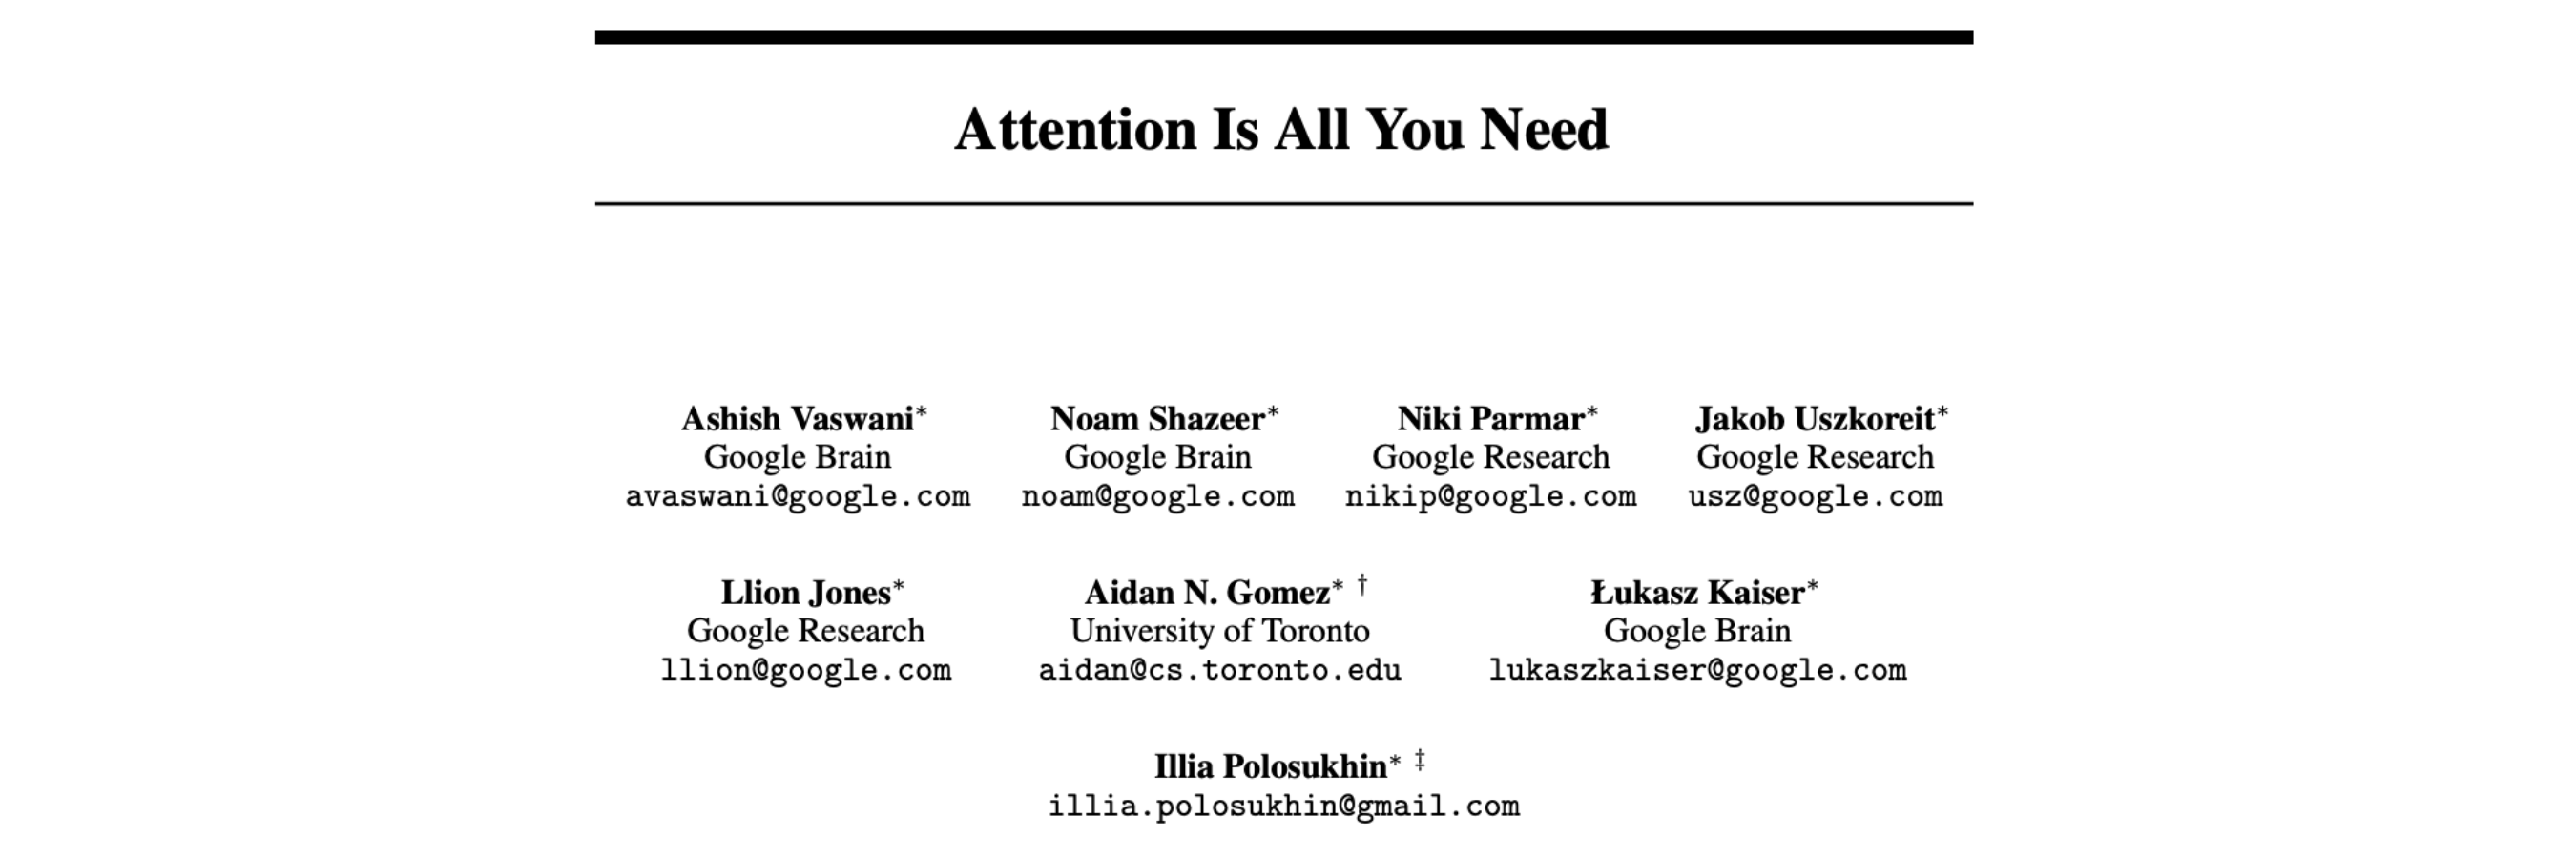 Attention Is All You Need
Ashish Vaswani* Noam Shazeer* Niki Parmar* Jakob Uszkoreit*
Google Brain Google Brain Google Research Google Research
avaswani@google.com noam@google.com nikip@google.com usz@google.com
Llion Jones* Aidan N. Gomez* † Łukasz Kaiser*
Google Research University of Toronto Google Brain
llion@google.com aidan@cs.toronto.edu lukaszkaiser@google.com
Illia Polosukhin* ‡
illia.polosukhin@gmail.com